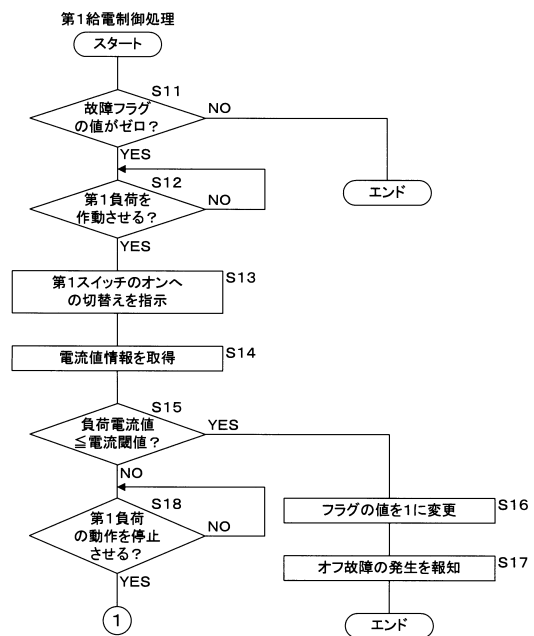 第1給電制御処理
スタート
S11
故障フラグ
の値がゼロ？
NO
YES
エンド
S12
第1負荷を
作動させる？
NO
YES
第1スイッチのオンへ
の切替えを指示
S13
電流値情報を取得
S14
S15
負荷電流値
≦電流閾値？
YES
NO
S18
第1負荷
の動作を停止
させる？
NO
YES
1
フラグの値を1に変更
S16
オフ故障の発生を報知
S17
エンド